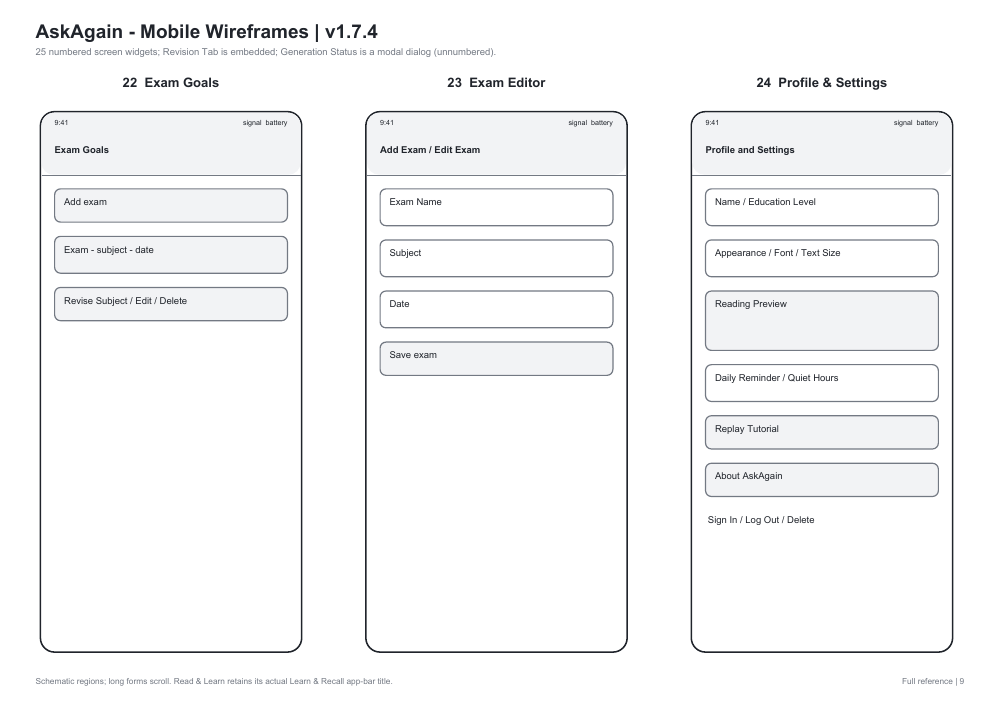 AskAgain - Mobile Wireframes | v1.7.4
25 numbered screen widgets; Revision Tab is embedded; Generation Status is a modal dialog (unnumbered).
22 Exam Goals
9:41 signal battery
Exam Goals
Add exam
Exam - subject - date
Revise Subject / Edit / Delete
23 Exam Editor
9:41 signal battery
Add Exam / Edit Exam
Exam Name
Subject
Date
Save exam
24 Profile & Settings
9:41 signal battery
Profile and Settings
Name / Education Level
Appearance / Font / Text Size
Reading Preview
Daily Reminder / Quiet Hours
Replay Tutorial
About AskAgain
Sign In / Log Out / Delete
Schematic regions; long forms scroll. Read & Learn retains its actual Learn & Recall app-bar title.
Full reference | 9